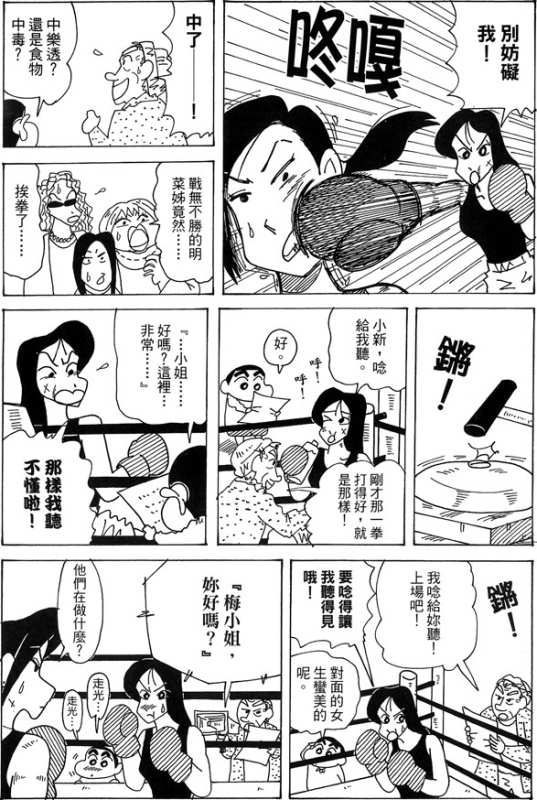 別妨礙
我！
咚嘎
中了——！
中樂透？
還是食物
中毒？
戰無不勝的明
菜姊竟然……
挨拳了……
鏘！
小新，唸
給我聽。
好。
呼！
呼！
剛才那一拳
打得好，就
是那樣！
『……小姐……
好嗎？這裡…
非常……』
那樣我聽
不懂啦！
鏘！
我唸給妳聽！
上場吧！
要唸得讓
我聽得見
哦！
對面的女
生蠻美的
呢。
『梅小姐，
妳好嗎？』
走光…
走光…
他們在做什麼？